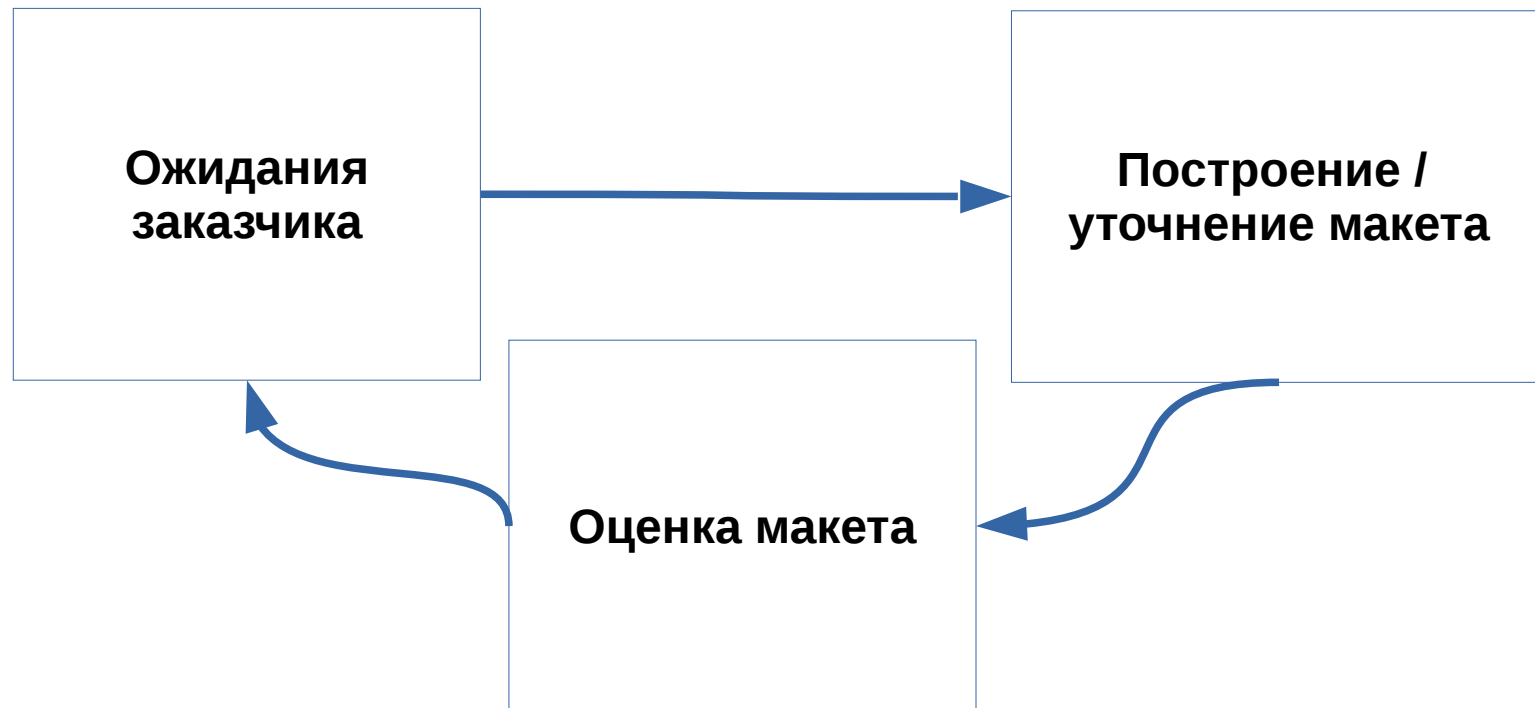 Ожидания
заказчика
Построение /
уточнение макета
Оценка макета